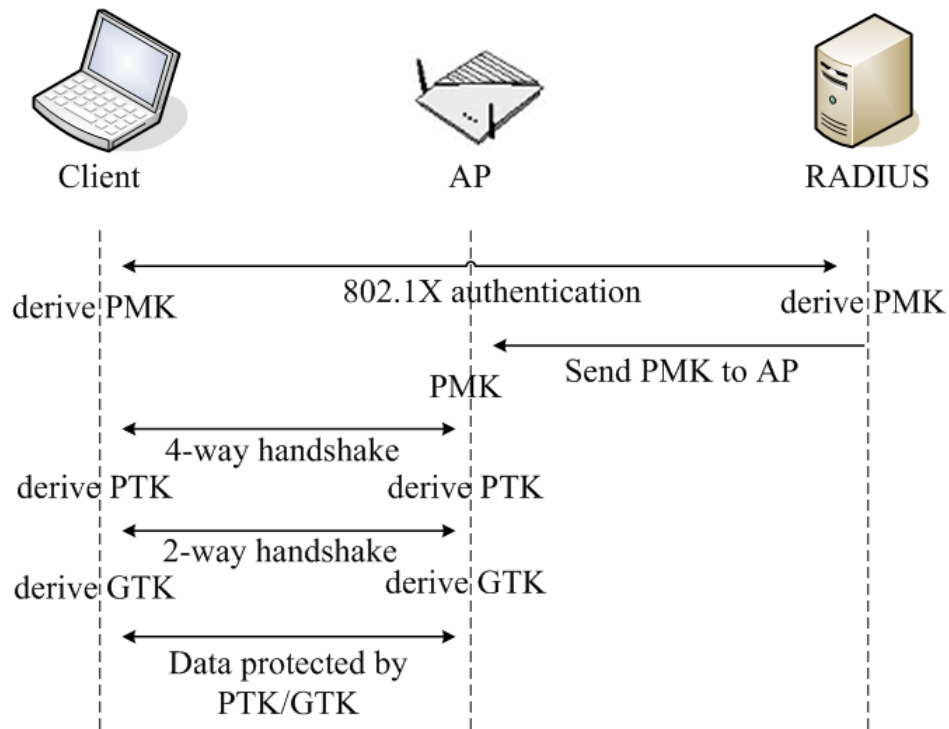 Client
AP
RADIUS
802.1X authentication
derive PMK
derive PMK
Send PMK to AP
PMK
4-way handshake
derive PTK
derive PTK
2-way handshake
derive GTK
derive GTK
Data protected by
PTK/GTK